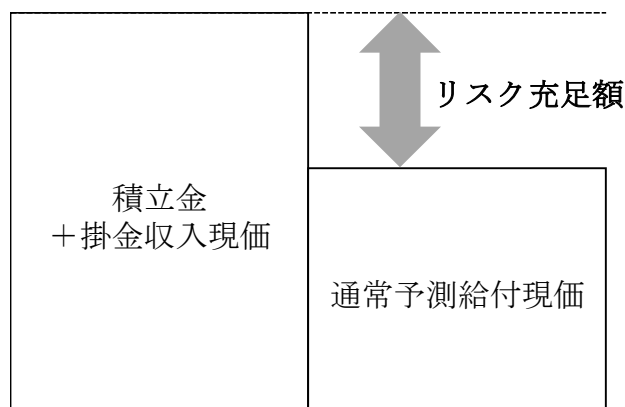 リスク充足額
積立金
＋掛金収入現価
通常予測給付現価